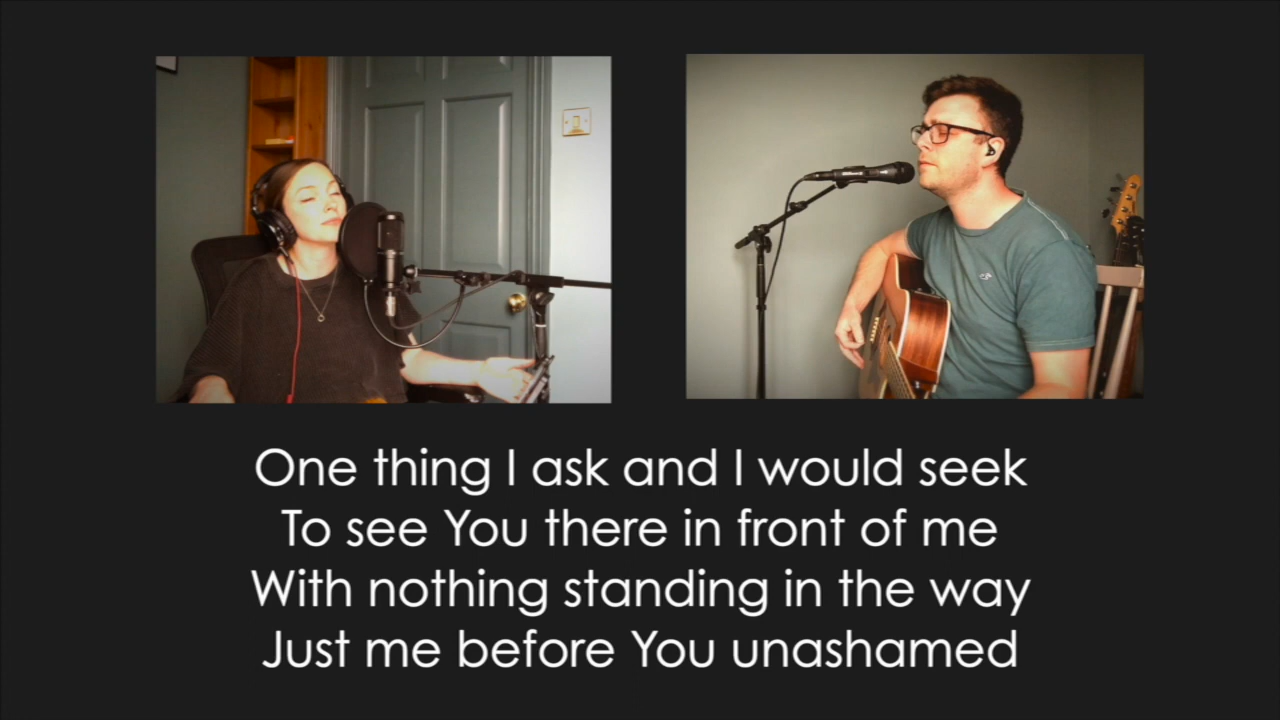 One thing I ask and I would seek
To see You there in front of me
With nothing standing in the way
Just me before You unashamed